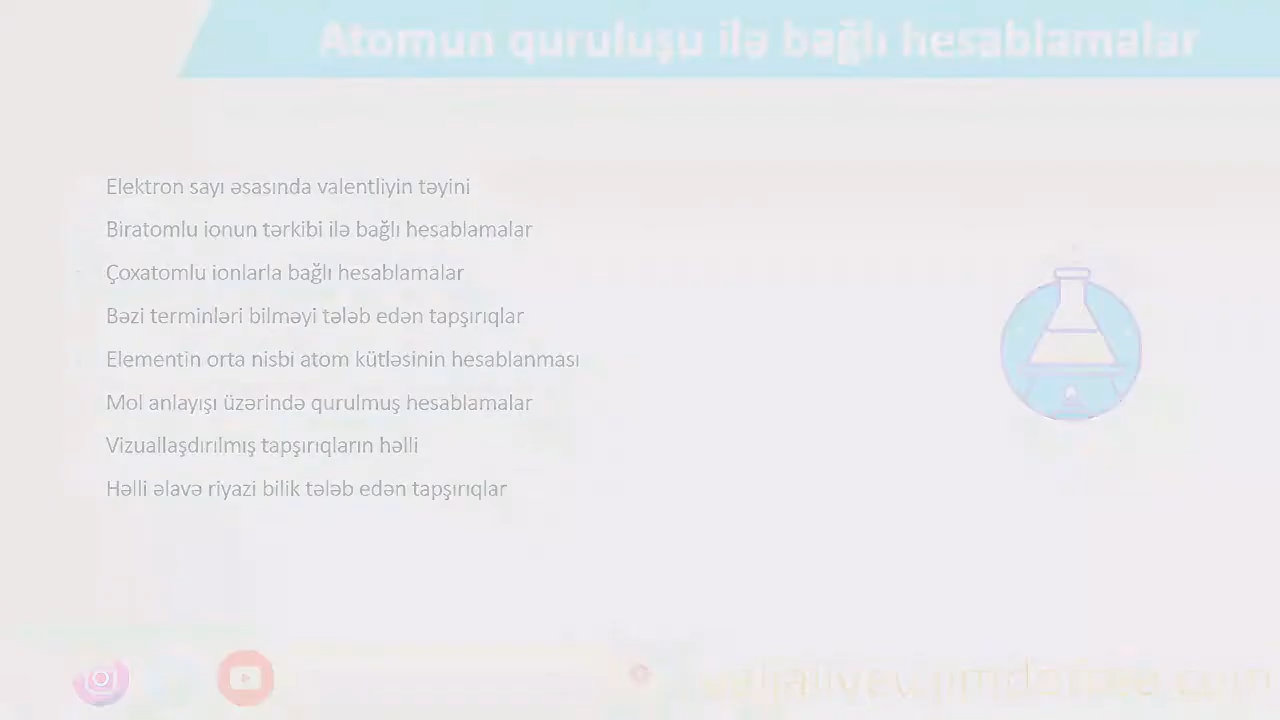 Atomun quruluşu ilə bağlı hesablamalar
Elektron sayı əsasında valentliyin təyini
Biratomlu ionun tərkibi ilə bağlı hesablamalar
Çoxatomlu ionlarla bağlı hesablamalar
Bəzi terminləri bilməyi tələb edən tapşırıqlar
Elementin orta nisbi atom kütləsinin hesablanması
Mol anlayışı üzərində qurulmuş hesablamalar
Vizuallaşdırılmış tapşırıqların həlli
Həlli əlavə riyazi bilik tələb edən tapşırıqlar